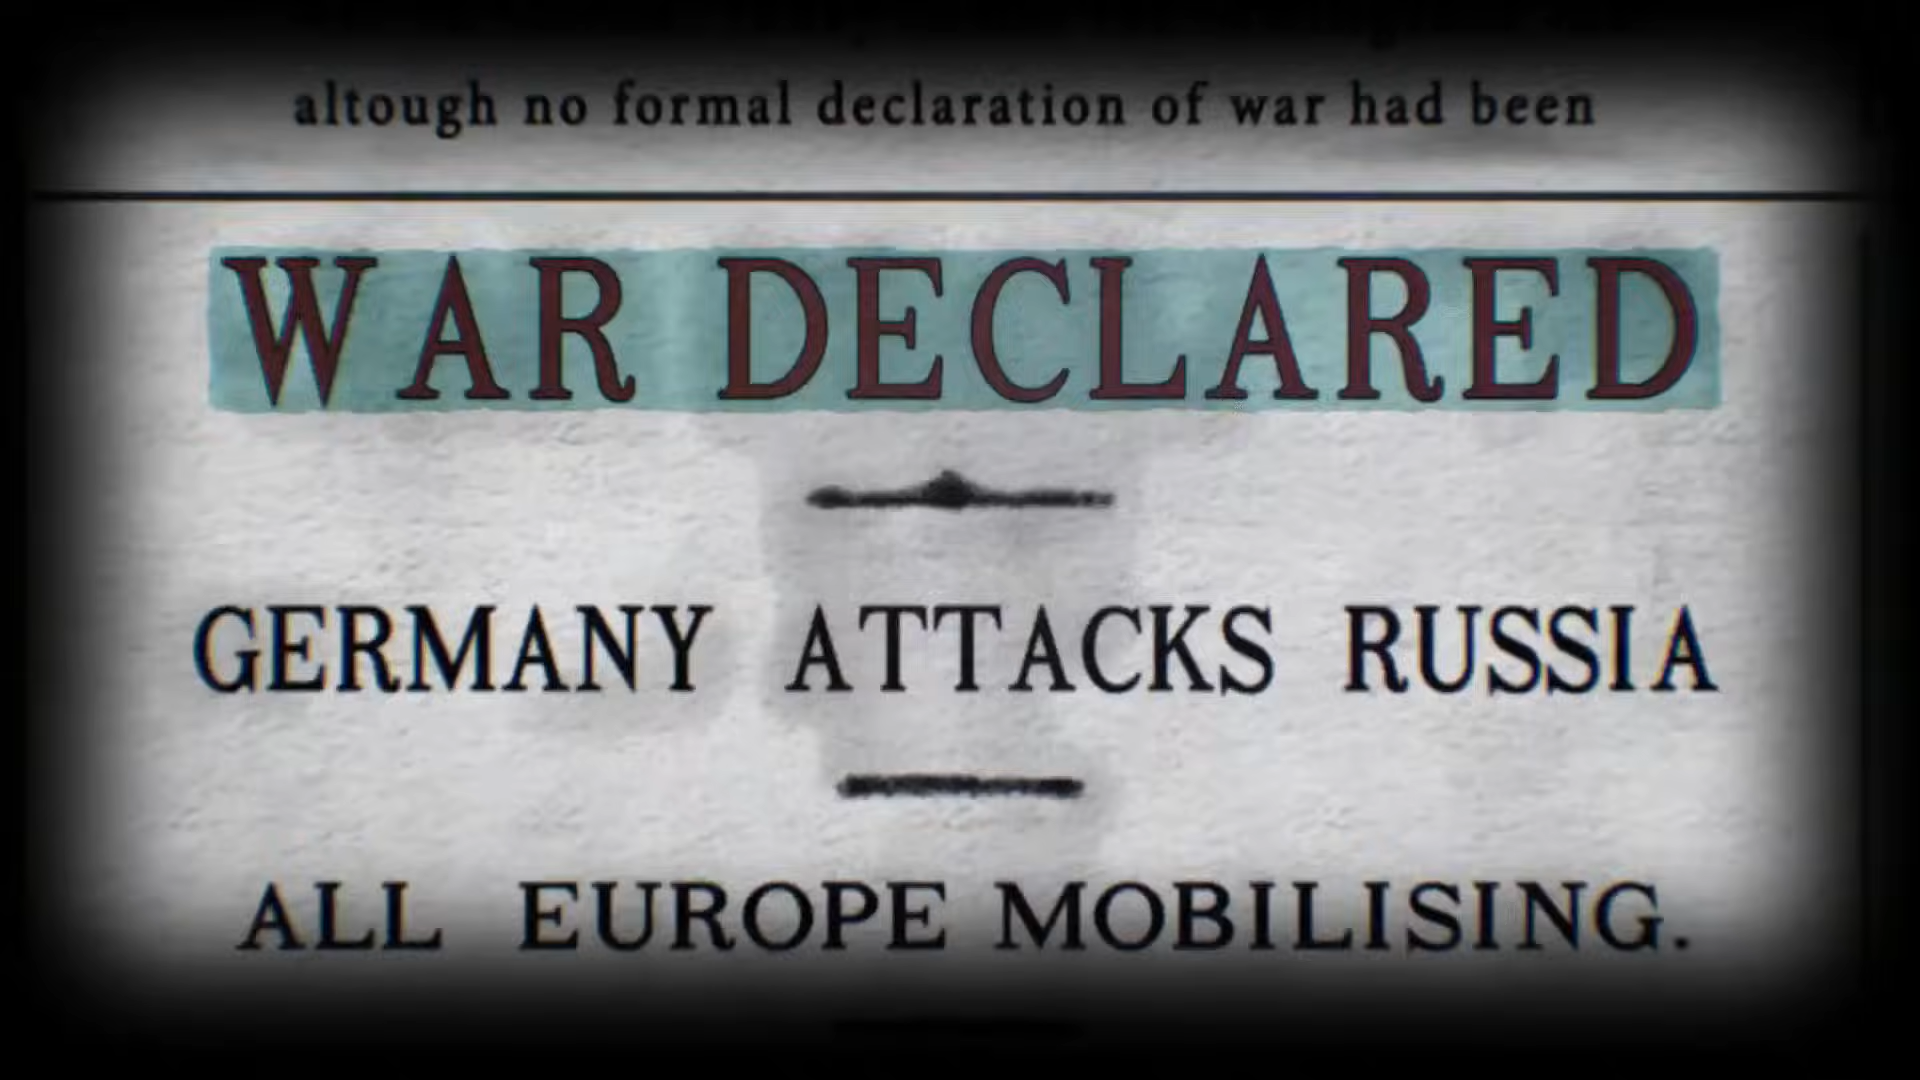 altough no formal declaration of war had been
WAR DECLARED
GERMANY ATTACKS RUSSIA
ALL EUROPE MOBILISING.